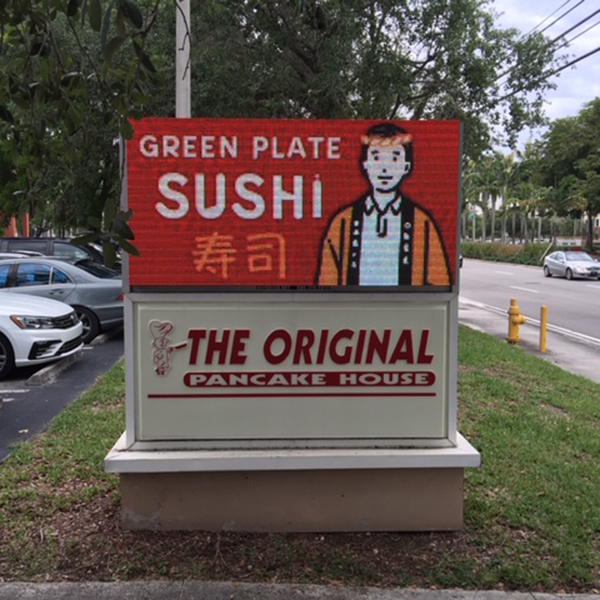 GREEN PLATE
SUSHI
寿司
THE ORIGINAL
PANCAKE HOUSE